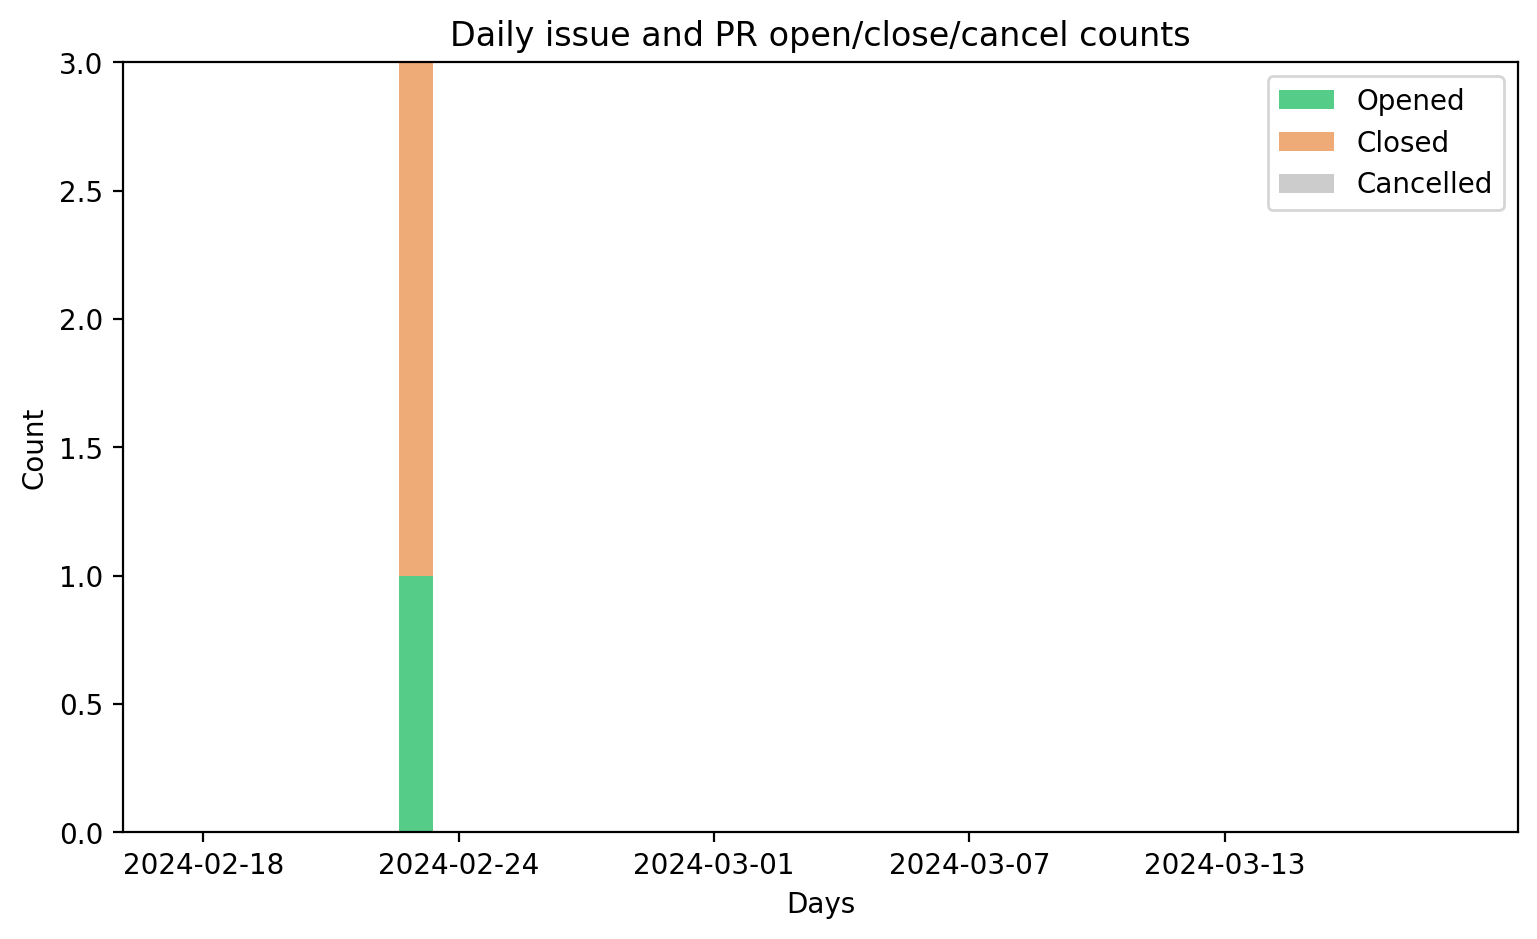 Daily issue and PR open/close/cancel counts
Opened
Closed
Cancelled
3.0
2.5
2.0
1.5
1.0
0.5
0.0
Count
2024-02-18 2024-02-24 2024-03-01 2024-03-07 2024-03-13
Days